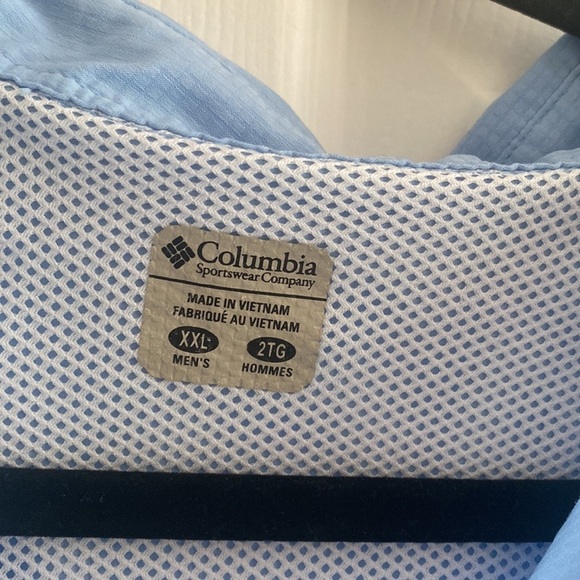 Columbia
Sportswear Company
MADE IN VIETNAM
FABRIQUÉ AU VIETNAM
XXL 2TG
MEN'S HOMMES